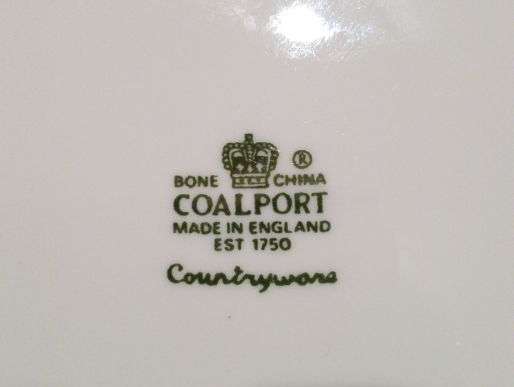 ®
BONE CHINA
COALPORT
MADE IN ENGLAND
EST 1750
Countryware